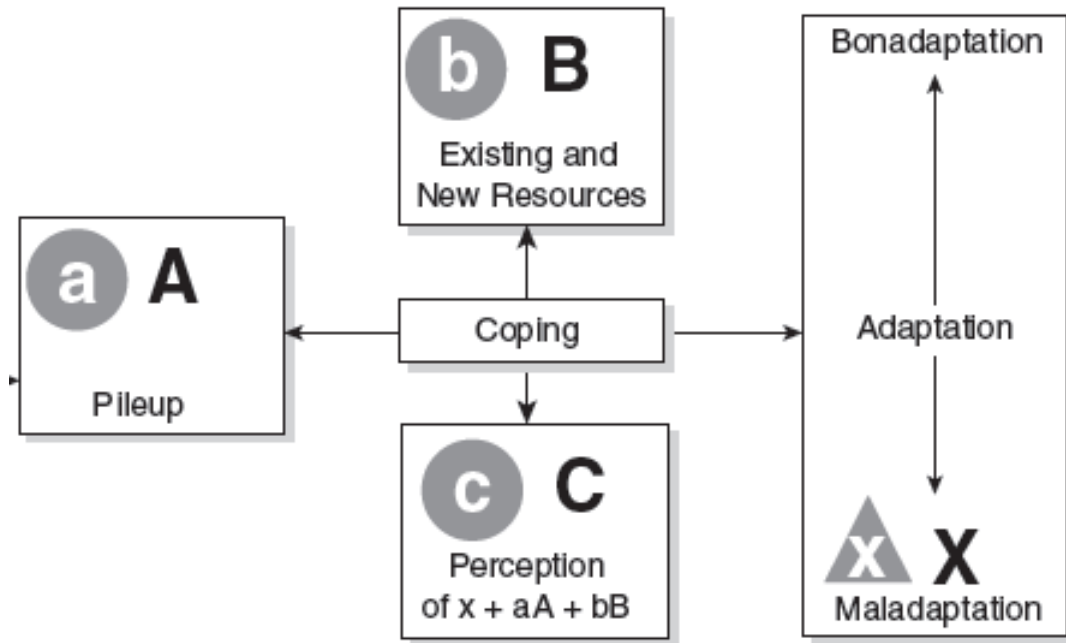 b B
Existing and
New Resources
a A
Pileup
Coping
c C
Perception
of x + aA + bB
Bonadaptation
Adaptation
x X
Maladaptation